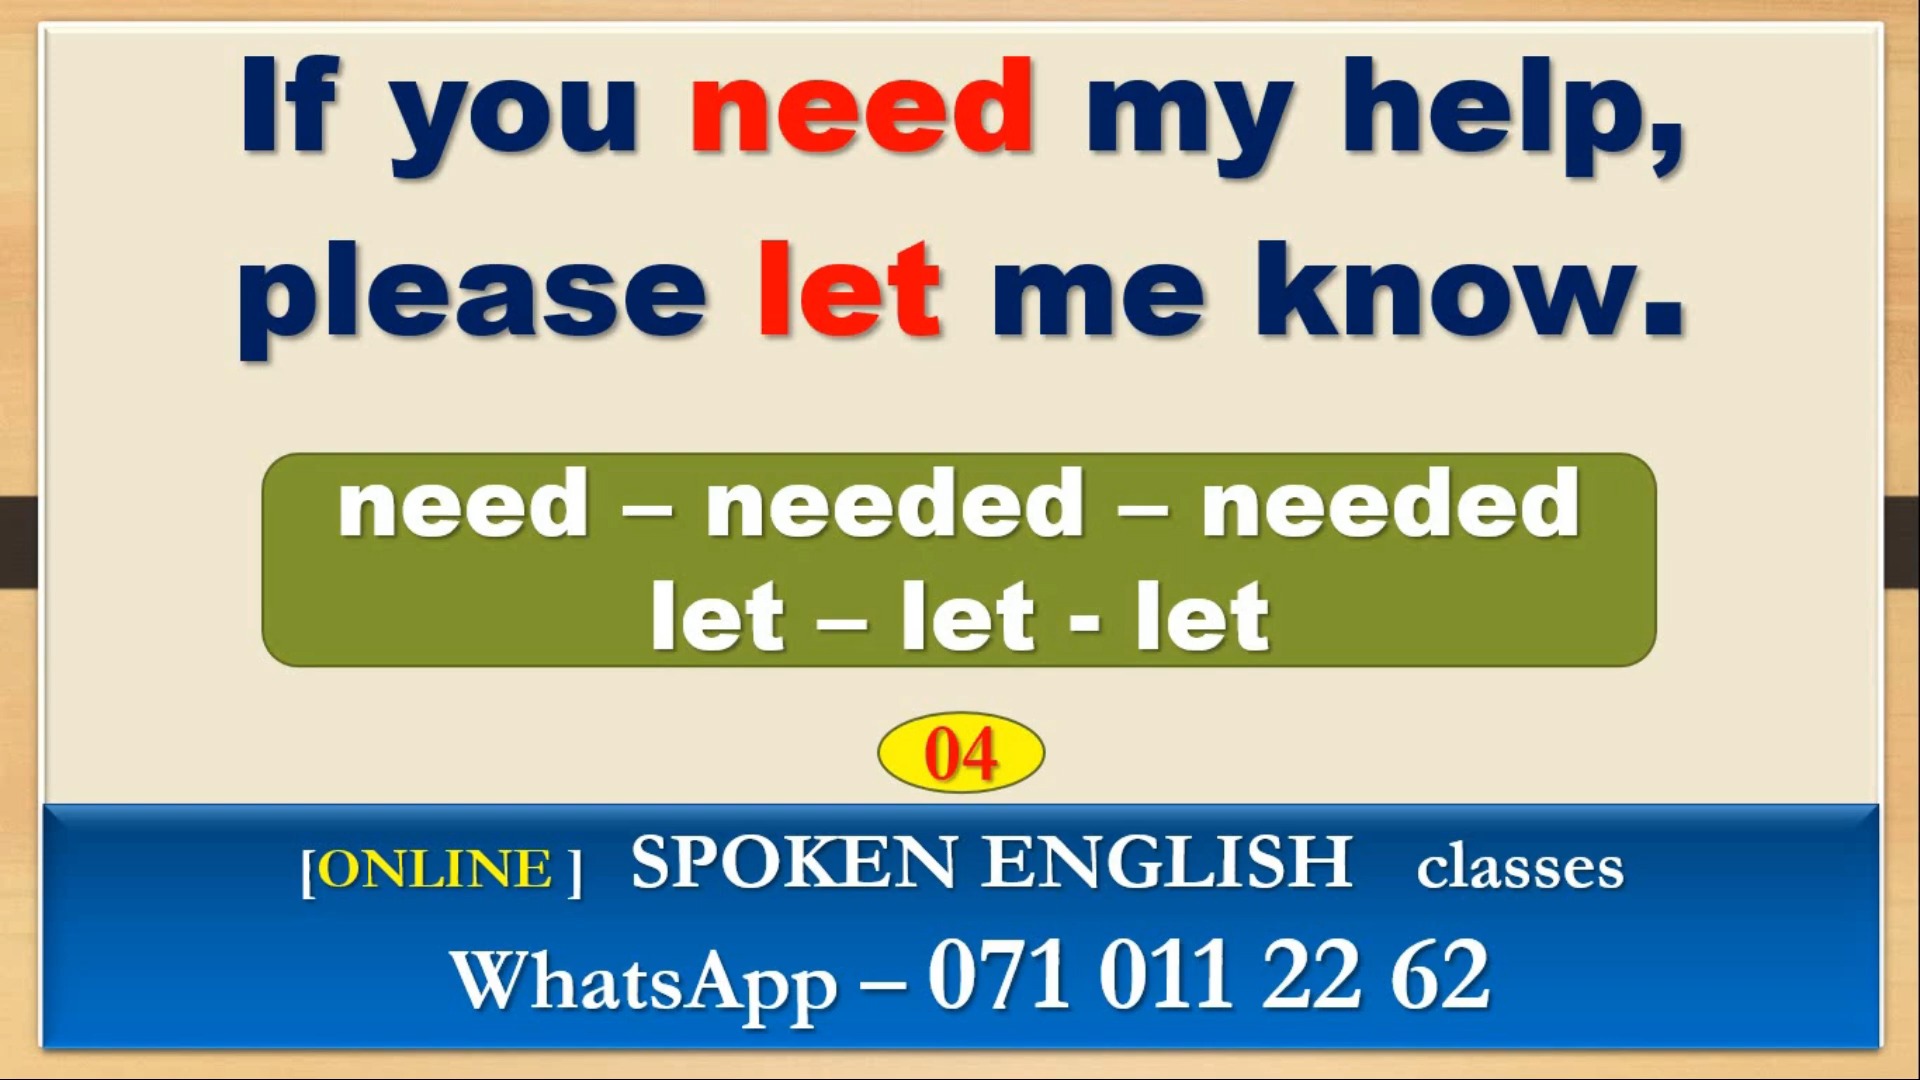 If you need my help,
please let me know.
need – needed – needed
let – let - let
04
[ONLINE ] SPOKEN ENGLISH classes
WhatsApp – 071 011 22 62